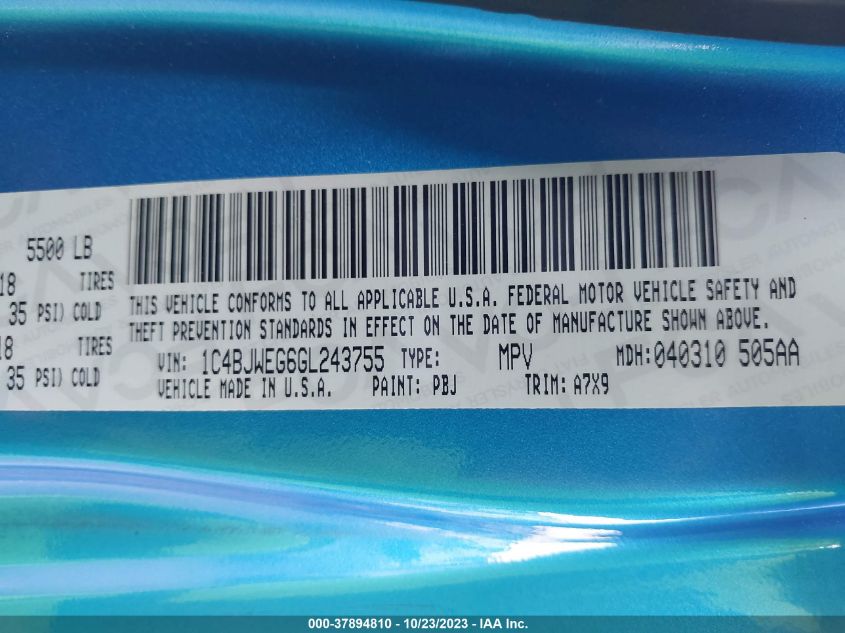 5500 LB
18 TIRES
35 PSI) COLD
18 TIRES
35 PSI) COLD
THIS VEHICLE CONFORMS TO ALL APPLICABLE U.S.A. FEDERAL MOTOR VEHICLE SAFETY AND
THEFT PREVENTION STANDARDS IN EFFECT ON THE DATE OF MANUFACTURE SHOWN ABOVE.
VIN: 1C4BJWEG6GL243755 TYPE: MPV MDH:040310 505AA
VEHICLE MADE IN U.S.A. PAINT: PBJ TRIM: A7X9
000-37894810 - 10/23/2023 - IAA Inc.